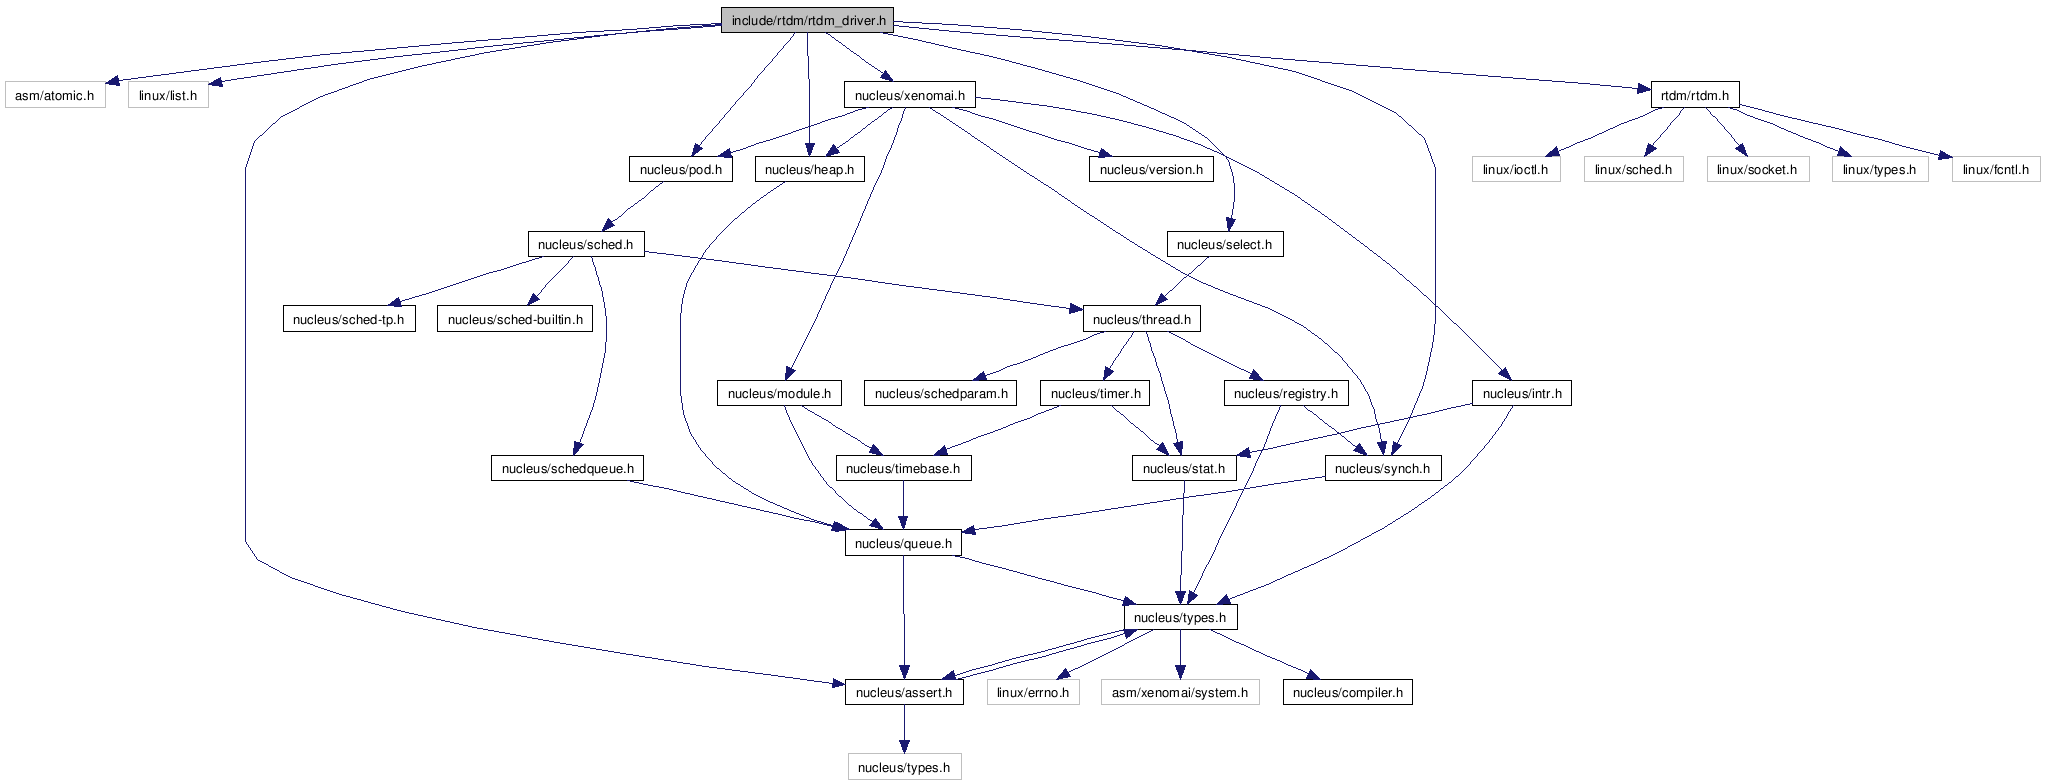 include/rtdm/rtdm_driver.h
asm/atomic.h
linux/list.h
nucleus/xenomai.h
rtdm/rtdm.h
nucleus/pod.h
nucleus/heap.h
nucleus/version.h
linux/ioctl.h
linux/sched.h
linux/socket.h
linux/types.h
linux/fcntl.h
nucleus/sched.h
nucleus/select.h
nucleus/sched-tp.h
nucleus/sched-builtin.h
nucleus/thread.h
nucleus/module.h
nucleus/schedparam.h
nucleus/timer.h
nucleus/registry.h
nucleus/intr.h
nucleus/schedqueue.h
nucleus/timebase.h
nucleus/stat.h
nucleus/synch.h
nucleus/queue.h
nucleus/types.h
nucleus/assert.h
linux/errno.h
asm/xenomai/system.h
nucleus/compiler.h
nucleus/types.h